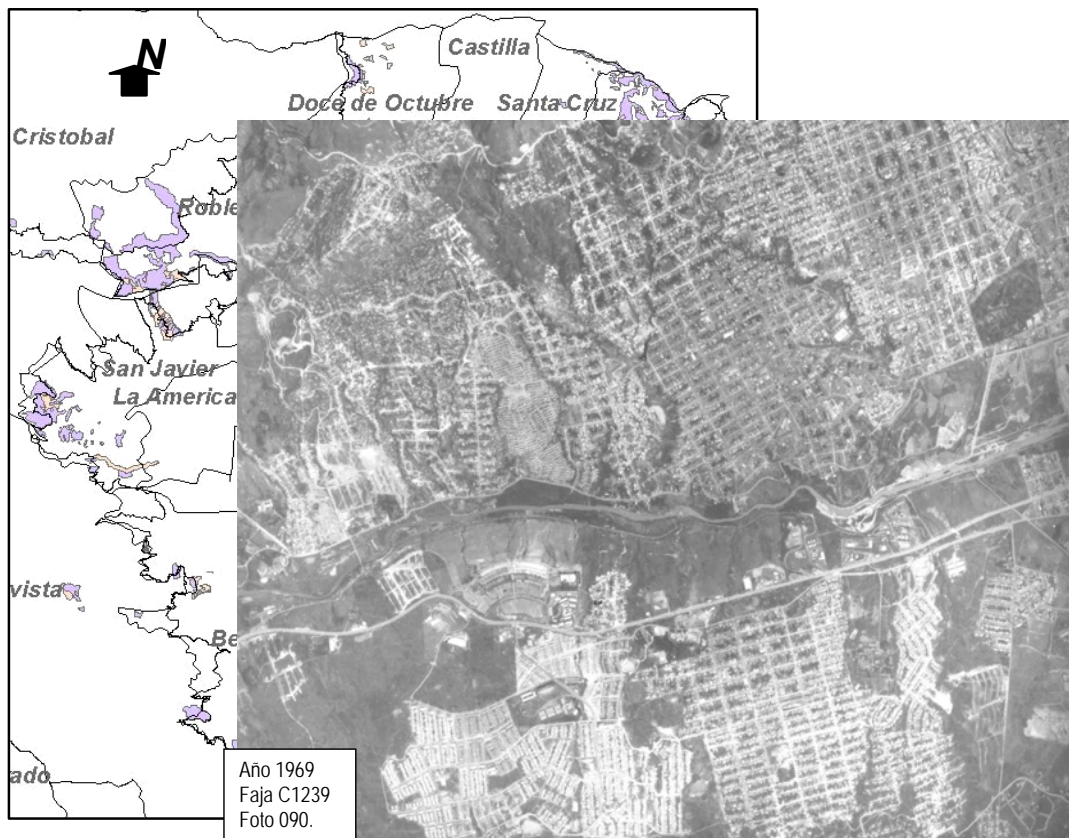 N
Castilla
Doce de Octubre Santa Cruz
Cristobal
Roble
San Javier
La America
vista
Be
ado
Año 1969
Faja C1239
Foto 090.